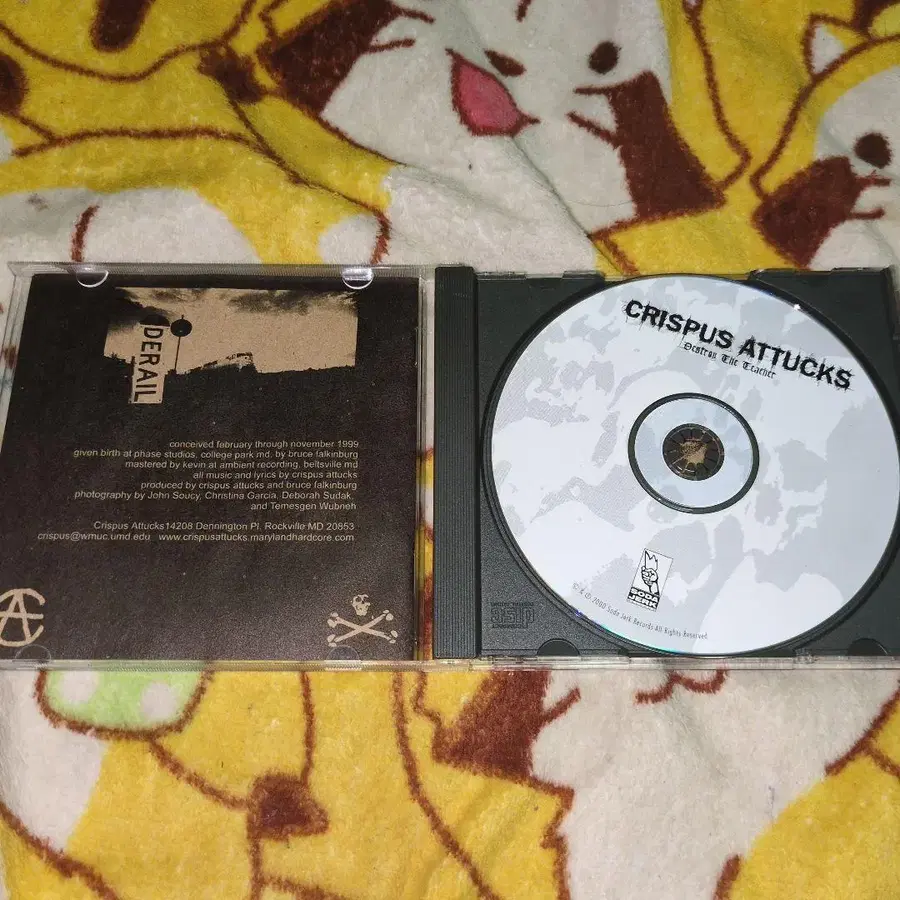 DERAIL
conceived february through november 1999
given birth at phase studios, college park md. by bruce falkinburg
mastered by kevin at ambient recording, beltsville md
all music and lyrics by crispus attucks
produced by crispus attucks and bruce falkinburg
photography by John Soucy, Christina Garcia, Deborah Sudak,
and Temesgen Wubneh
Crispus Attucks14208 Dennington Pl. Rockville MD 20853
crispus@wmuc.umd.edu www.crispusattucks.marylandhardcore.com
CRISPUS ATTUCKS
Destroy The Teacher
SODA
JERK
© & ℗ 2000 Soda Jerk Records All Rights Reserved